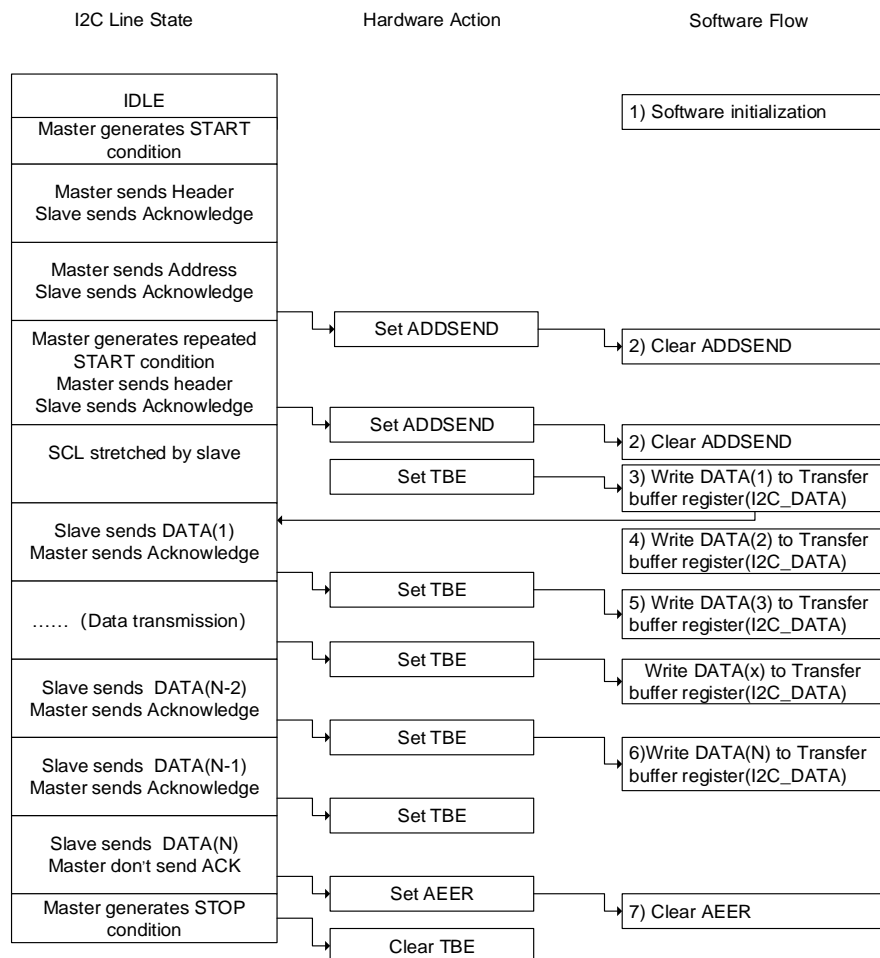 I2C Line State
Hardware Action
Software Flow
IDLE
1) Software initialization
Master generates START
condition
Master sends Header
Slave sends Acknowledge
Master sends Address
Slave sends Acknowledge
Set ADDSEND
2) Clear ADDSEND
Master generates repeated
START condition
Master sends header
Slave sends Acknowledge
Set ADDSEND
2) Clear ADDSEND
SCL stretched by slave
Set TBE
3) Write DATA(1) to Transfer
buffer register(I2C_DATA)
Slave sends DATA(1)
Master sends Acknowledge
4) Write DATA(2) to Transfer
buffer register(I2C_DATA)
Set TBE
5) Write DATA(3) to Transfer
buffer register(I2C_DATA)
…… (Data transmission)
Set TBE
Write DATA(x) to Transfer
buffer register(I2C_DATA)
Slave sends DATA(N-2)
Master sends Acknowledge
Set TBE
6)Write DATA(N) to Transfer
buffer register(I2C_DATA)
Slave sends DATA(N-1)
Master sends Acknowledge
Set TBE
Slave sends DATA(N)
Master don't send ACK
Set AEER
7) Clear AEER
Master generates STOP
condition
Clear TBE